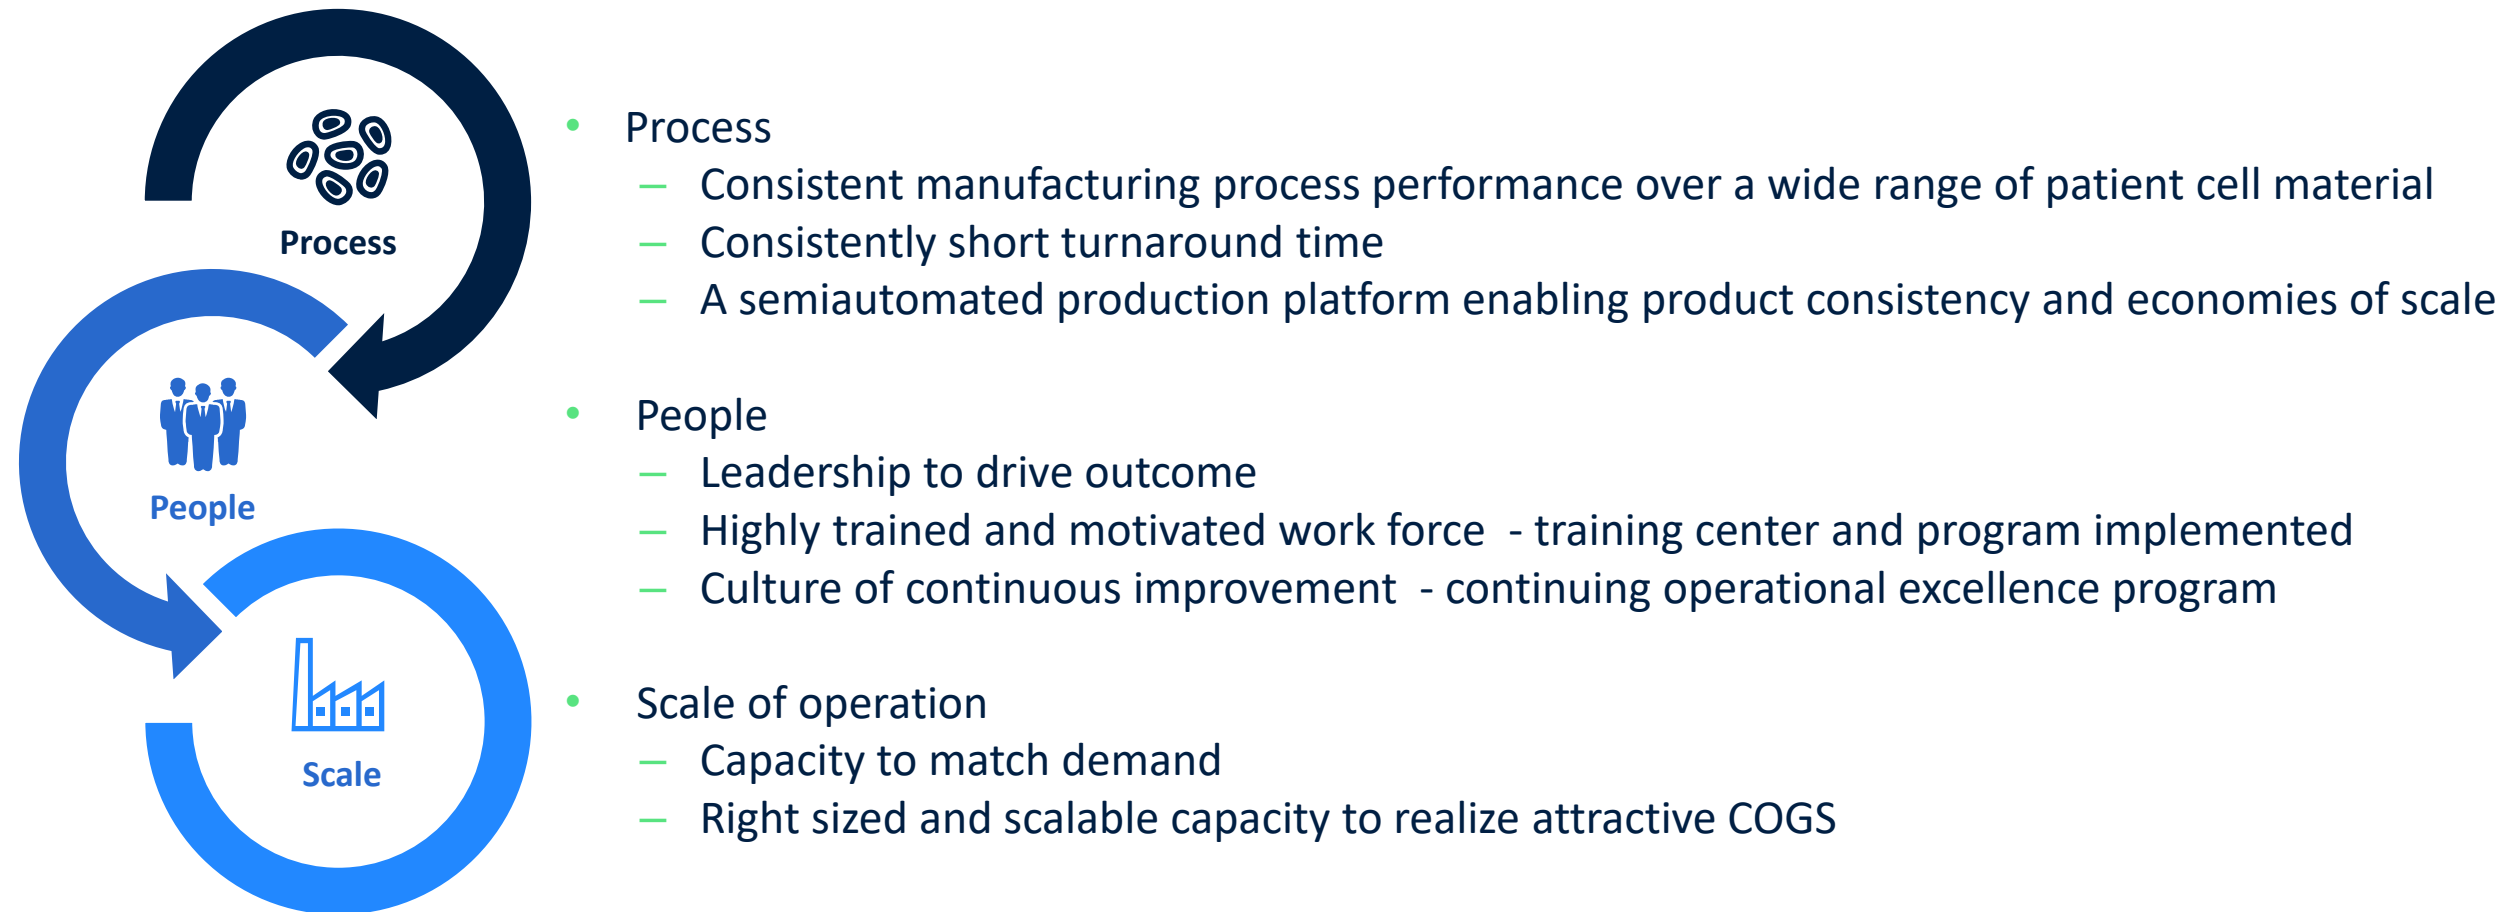 Process
People
Scale
• Process
– Consistent manufacturing process performance over a wide range of patient cell material
– Consistently short turnaround time
– A semiautomated production platform enabling product consistency and economies of scale
• People
– Leadership to drive outcome
– Highly trained and motivated work force  - training center and program implemented
– Culture of continuous improvement  - continuing operational excellence program
• Scale of operation
– Capacity to match demand
– Right sized and scalable capacity to realize attractive COGS